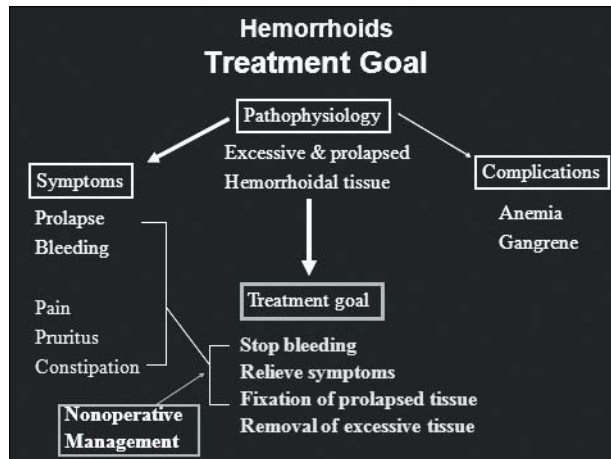 Hemorrhoids
Treatment Goal
Pathophysiology
Excessive & prolapsed
Hemorrhoidal tissue
Symptoms
Prolapse
Bleeding
Pain
Pruritus
Constipation
Complications
Anemia
Gangrene
Treatment goal
Stop bleeding
Relieve symptoms
Fixation of prolapsed tissue
Removal of excessive tissue
Nonoperative
Management